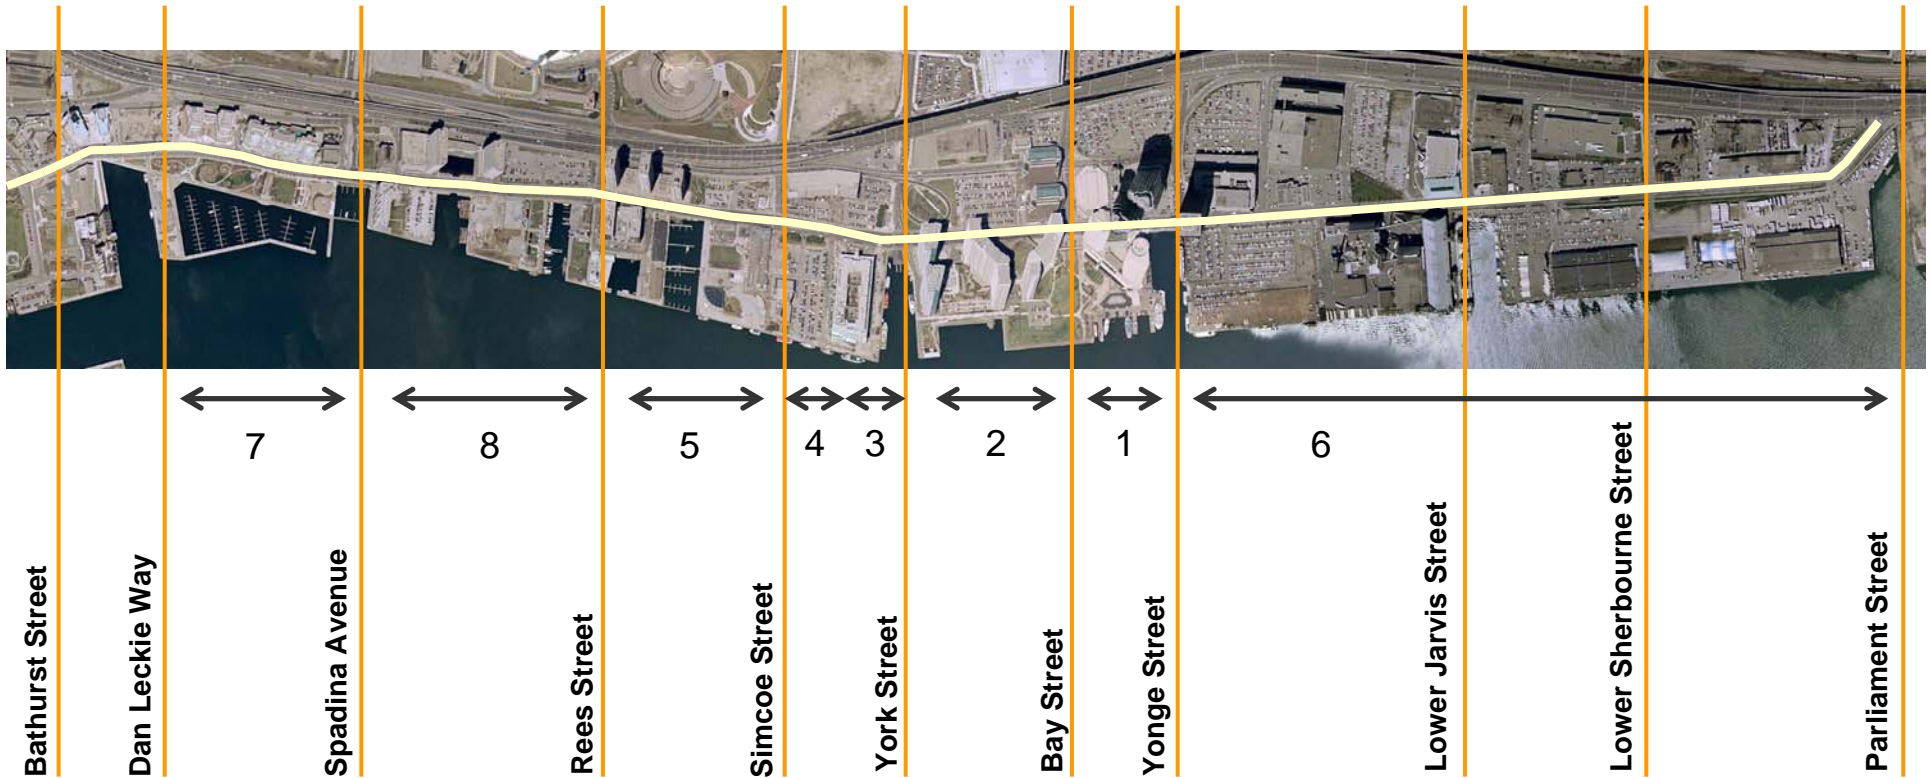 7
8
5
4
3
2
1
6
Bathurst Street
Dan Leckie Way
Spadina Avenue
Rees Street
Simcoe Street
York Street
Bay Street
Yonge Street
Lower Jarvis Street
Lower Sherbourne Street
Parliament Street